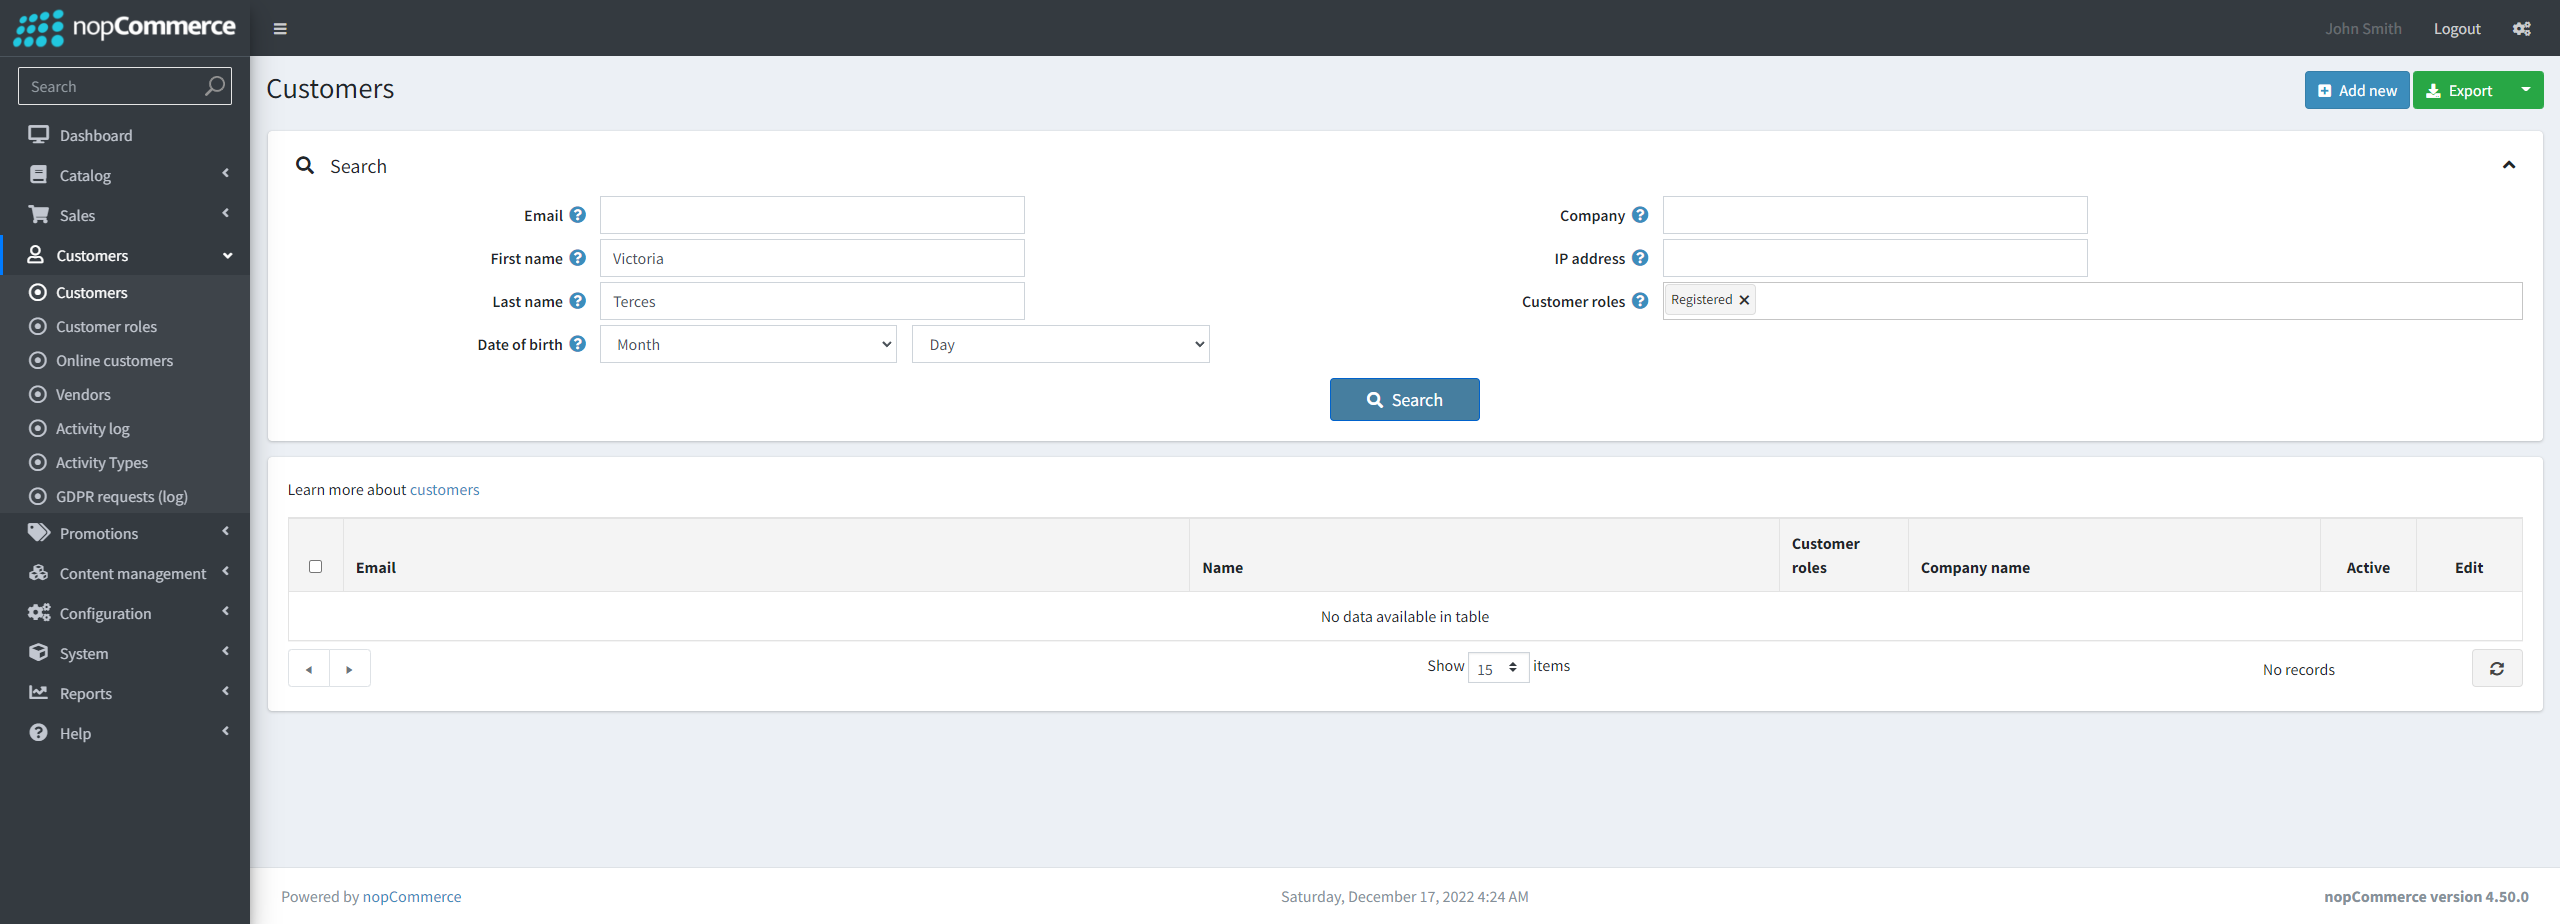 nopCommerce
John Smith
Logout
Search
Dashboard
Catalog
Sales
Customers
Customers
Customer roles
Online customers
Vendors
Activity log
Activity Types
GDPR requests (log)
Promotions
Content management
Configuration
System
Reports
Help
Customers
Add new
Export
Search
Email
Company
First name
Victoria
IP address
Last name
Terces
Customer roles
Registered
Date of birth
Month
Day
Search
Learn more about customers
Email
Name
Customer
roles
Company name
Active
Edit
No data available in table
Show 15 items
No records
Powered by nopCommerce
Saturday, December 17, 2022 4:24 AM
nopCommerce version 4.50.0